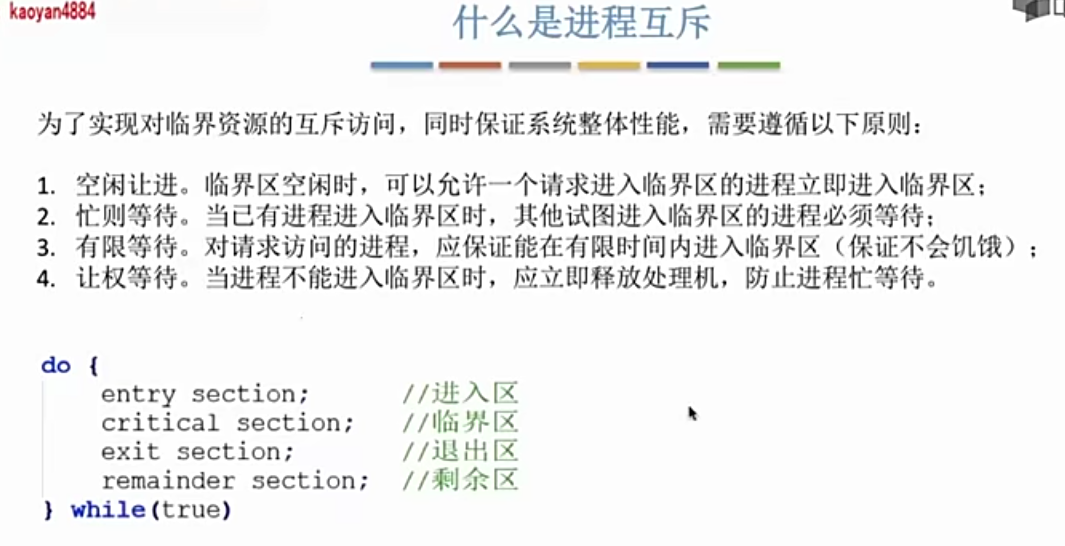 kaoyan4884
什么是进程互斥
为了实现对临界资源的互斥访问，同时保证系统整体性能，需要遵循以下原则：
1. 空闲让进。临界区空闲时，可以允许一个请求进入临界区的进程立即进入临界区；
2. 忙则等待。当已有进程进入临界区时，其他试图进入临界区的进程必须等待；
3. 有限等待。对请求访问的进程，应保证能在有限时间内进入临界区（保证不会饥饿）；
4. 让权等待。当进程不能进入临界区时，应立即释放处理机，防止进程忙等待。
do {
entry section; //进入区
critical section; //临界区
exit section; //退出区
remainder section; //剩余区
} while(true)